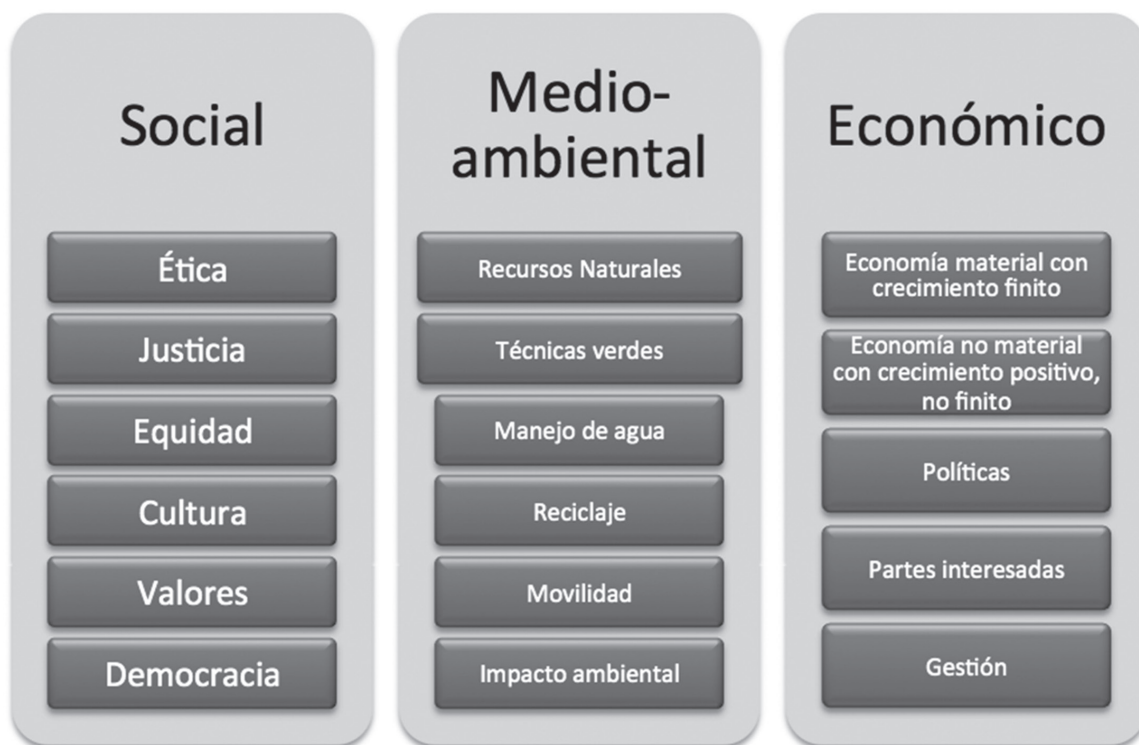 Social
Ética
Justicia
Equidad
Cultura
Valores
Democracia
Medio-
ambiental
Recursos Naturales
Técnicas verdes
Manejo de agua
Reciclaje
Movilidad
Impacto ambiental
Económico
Economía material con
crecimiento finito
Economía no material
con crecimiento positivo,
no finito
Políticas
Partes interesadas
Gestión